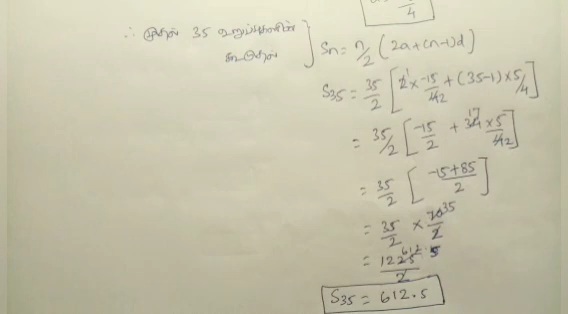 4
∴ முதல் 35 உறுப்புகளின் கூடுதல் } Sn = n/2 (2a+(n-1)d)
S35 = 35/2 [2 × -15/4 + (35-1) × 5/4]
= 35/2 [-15/2 + 34 × 5/4]
= 35/2 [-15+85/2]
= 35/2 × 70/2
= 1225/2
S35 = 612.5